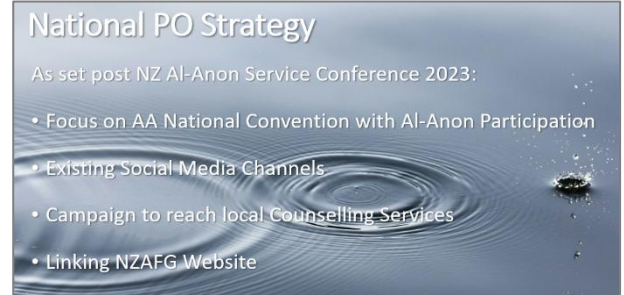 National PO Strategy
As set post NZ Al-Anon Service Conference 2023:
• Focus on AA National Convention with Al-Anon Participation
• Existing Social Media Channels
• Campaign to reach local Counselling Services
• Linking NZAFG Website